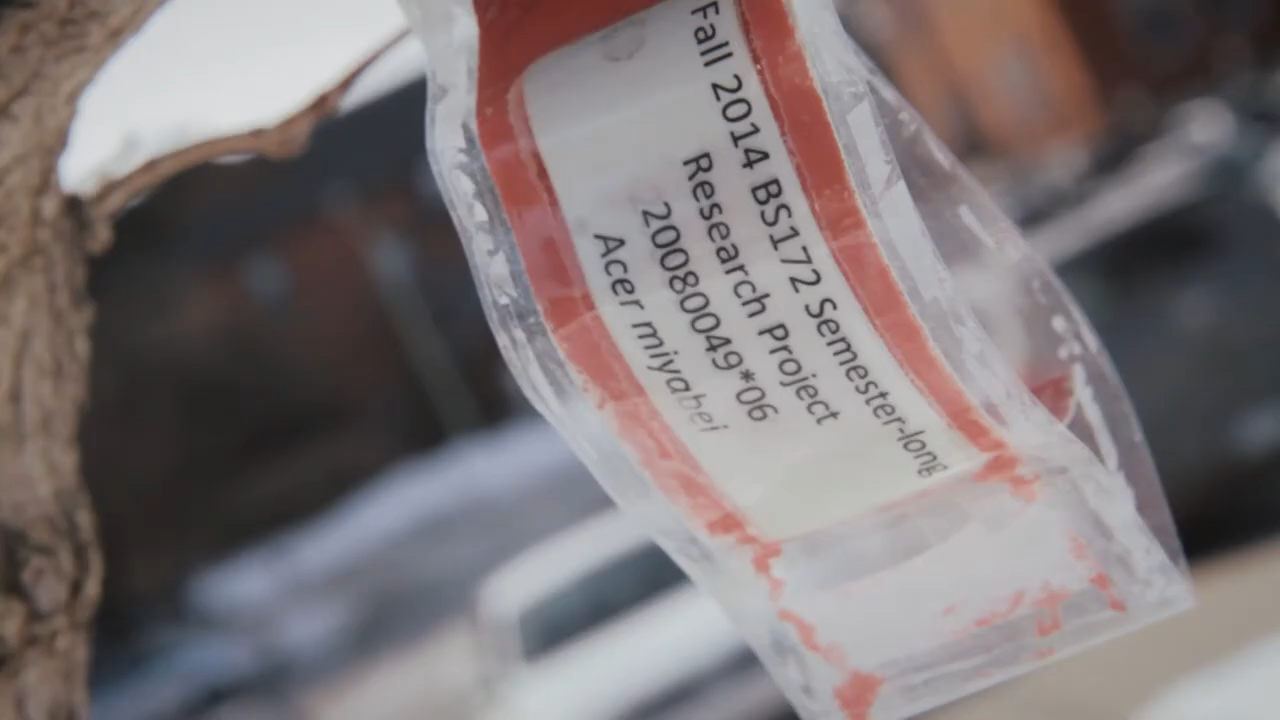 Fall 2014 BS172 Semester-long
Research Project
20080049*06
Acer miyabei